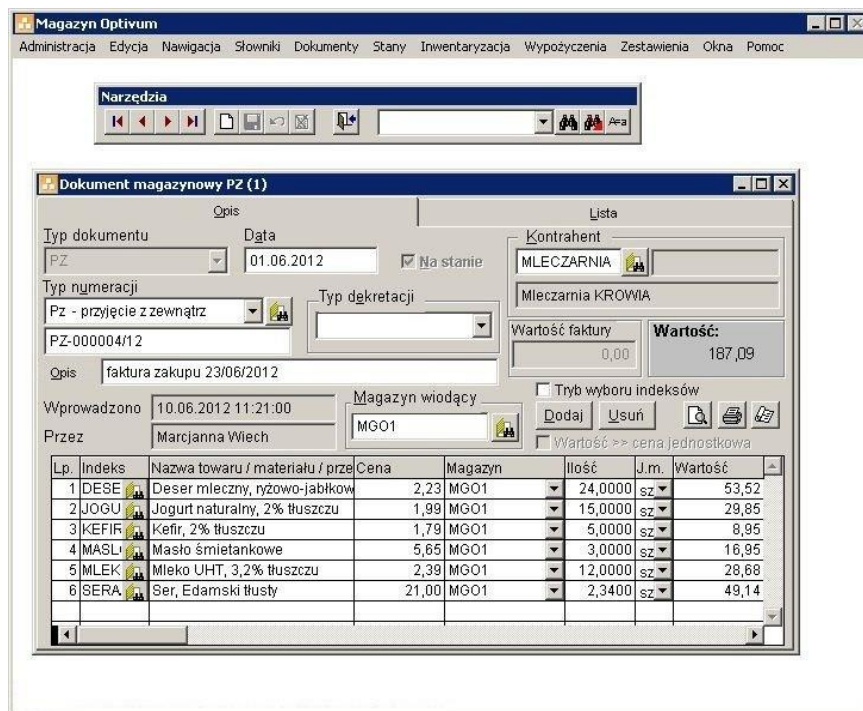 Magazyn Optivum
Administracja Edycja Nawigacja Słowniki Dokumenty Stany Inwentaryzacja Wypożyczenia Zestawienia Okna Pomoc
Narzędzia
A=a
Dokument magazynowy PZ (1)
Opis Lista
Typ dokumentu Data Kontrahent
PZ 01.06.2012 Na stanie MLECZARNIA
Typ numeracji Typ dekretacji Mleczarnia KROWIA
Pz - przyjęcie z zewnątrz
Wartość faktury Wartość:
PZ-000004/12 0,00 187,09
Opis faktura zakupu 23/06/2012
Tryb wyboru indeksów
Wprowadzono 10.06.2012 11:21:00 Magazyn wiodący Dodaj Usuń
Przez Marcjanna Wiech MGO1 Wartość >> cena jednostkowa
Lp. Indeks Nazwa towaru / materiału / prze Cena Magazyn Ilość J.m. Wartość
1 DESE Deser mleczny, ryżowo-jabłkow 2,23 MGO1 24,0000 sz 53,52
2 JOGU Jogurt naturalny, 2% tłuszczu 1,99 MGO1 15,0000 sz 29,85
3 KEFIR Kefir, 2% tłuszczu 1,79 MGO1 5,0000 sz 8,95
4 MASŁ Masło śmietankowe 5,65 MGO1 3,0000 sz 16,95
5 MLEK Mleko UHT, 3,2% tłuszczu 2,39 MGO1 12,0000 sz 28,68
6 SERA Ser, Edamski tłusty 21,00 MGO1 2,3400 sz 49,14